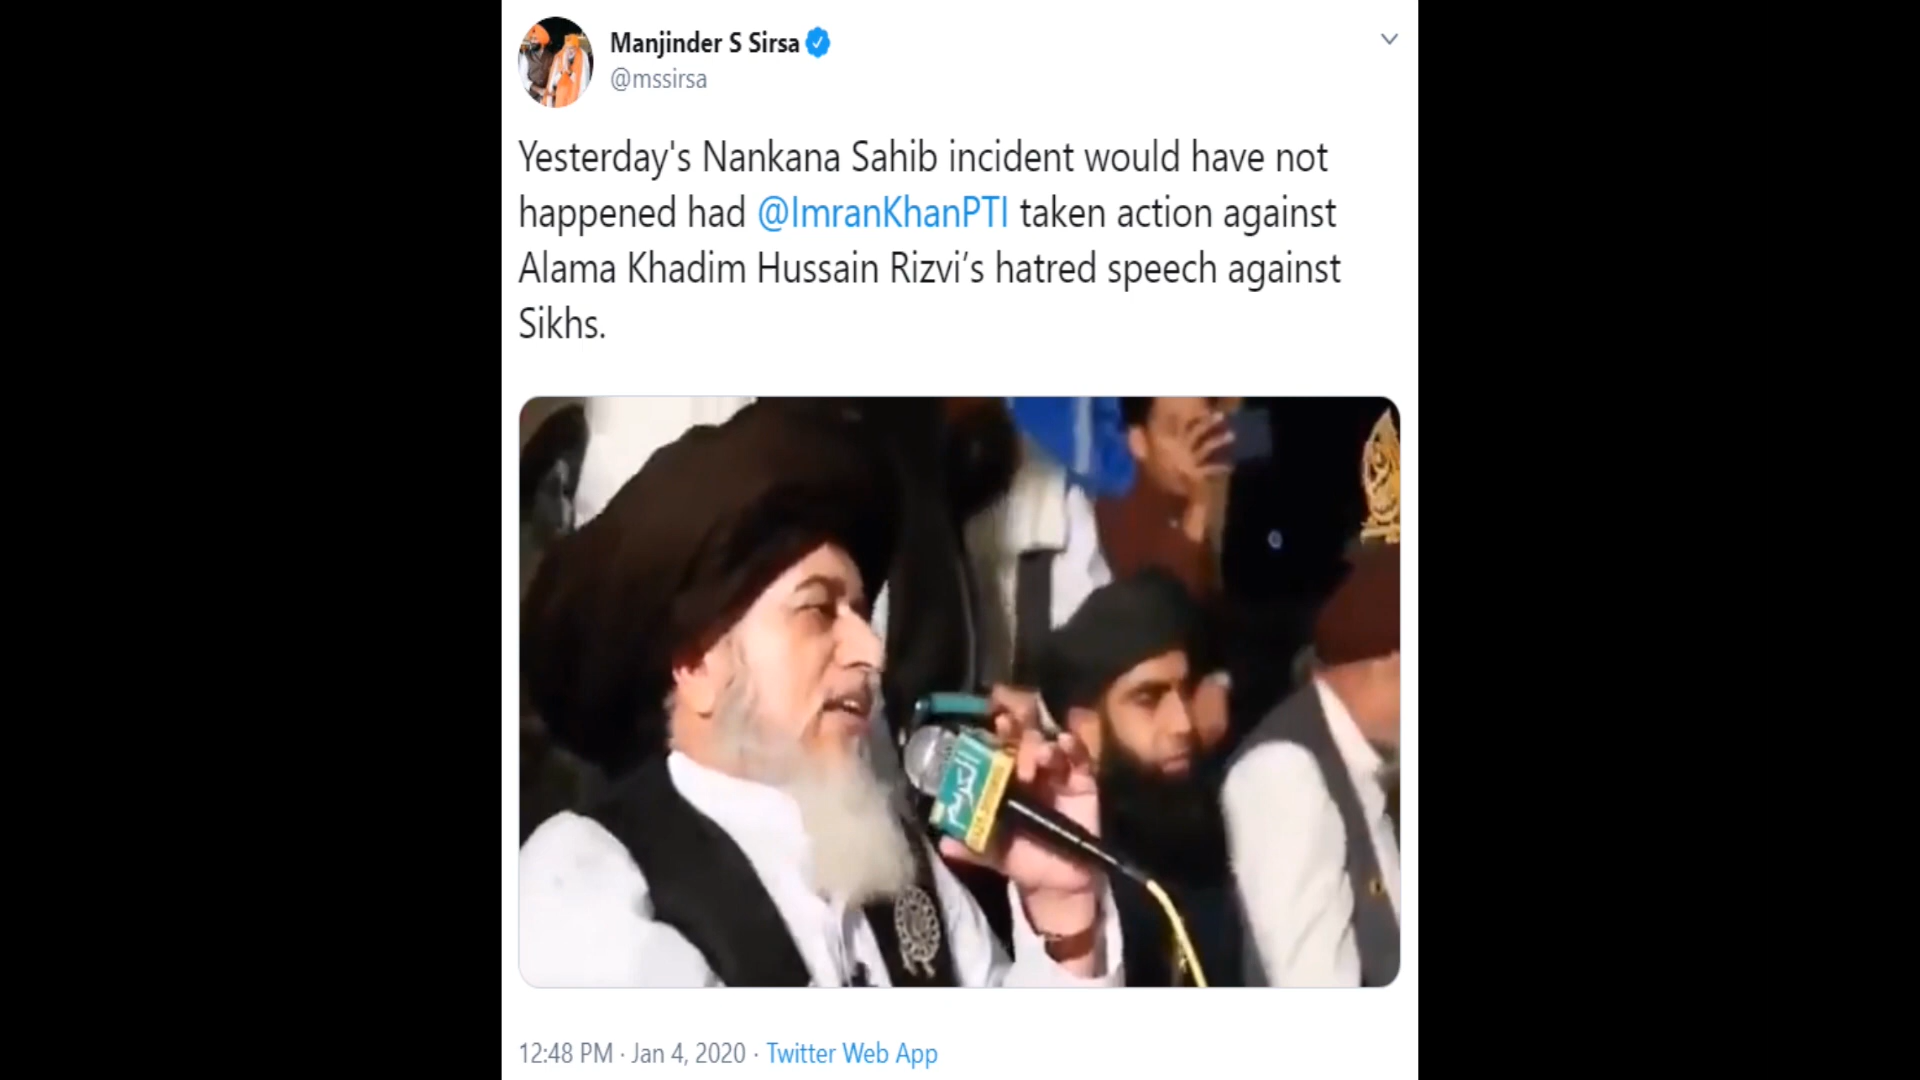 Manjinder S Sirsa
@mssirsa
Yesterday's Nankana Sahib incident would have not
happened had @ImranKhanPTI taken action against
Alama Khadim Hussain Rizvi’s hatred speech against
Sikhs.
العریم
12:48 PM · Jan 4, 2020 · Twitter Web App